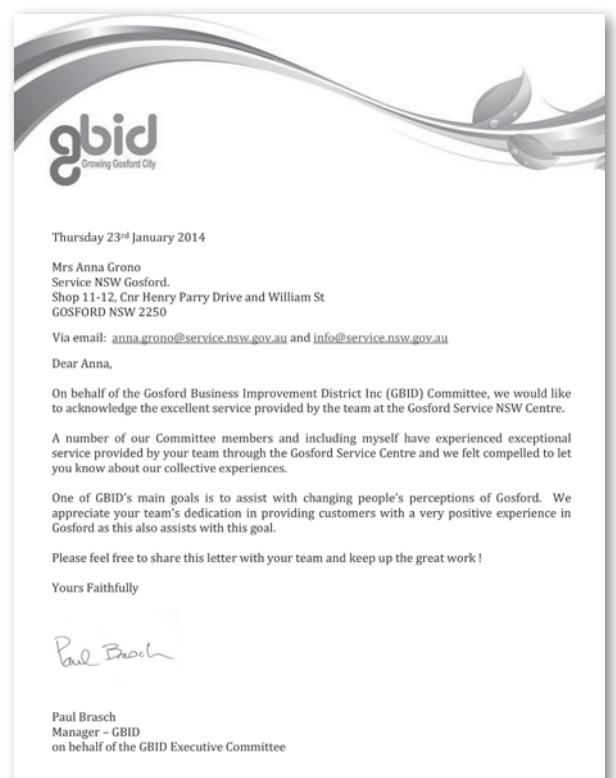 gbid
Growing Gosford City
Thursday 23rd January 2014
Mrs Anna Grono
Service NSW Gosford.
Shop 11-12, Cnr Henry Parry Drive and William St
GOSFORD NSW 2250
Via email: anna.grono@service.nsw.gov.au and info@service.nsw.gov.au
Dear Anna,
On behalf of the Gosford Business Improvement District Inc (GBID) Committee, we would like
to acknowledge the excellent service provided by the team at the Gosford Service NSW Centre.
A number of our Committee members and including myself have experienced exceptional
service provided by your team through the Gosford Service Centre and we felt compelled to let
you know about our collective experiences.
One of GBID's main goals is to assist with changing people's perceptions of Gosford. We
appreciate your team's dedication in providing customers with a very positive experience in
Gosford as this also assists with this goal.
Please feel free to share this letter with your team and keep up the great work !
Yours Faithfully
Paul Brasch
Paul Brasch
Manager – GBID
on behalf of the GBID Executive Committee